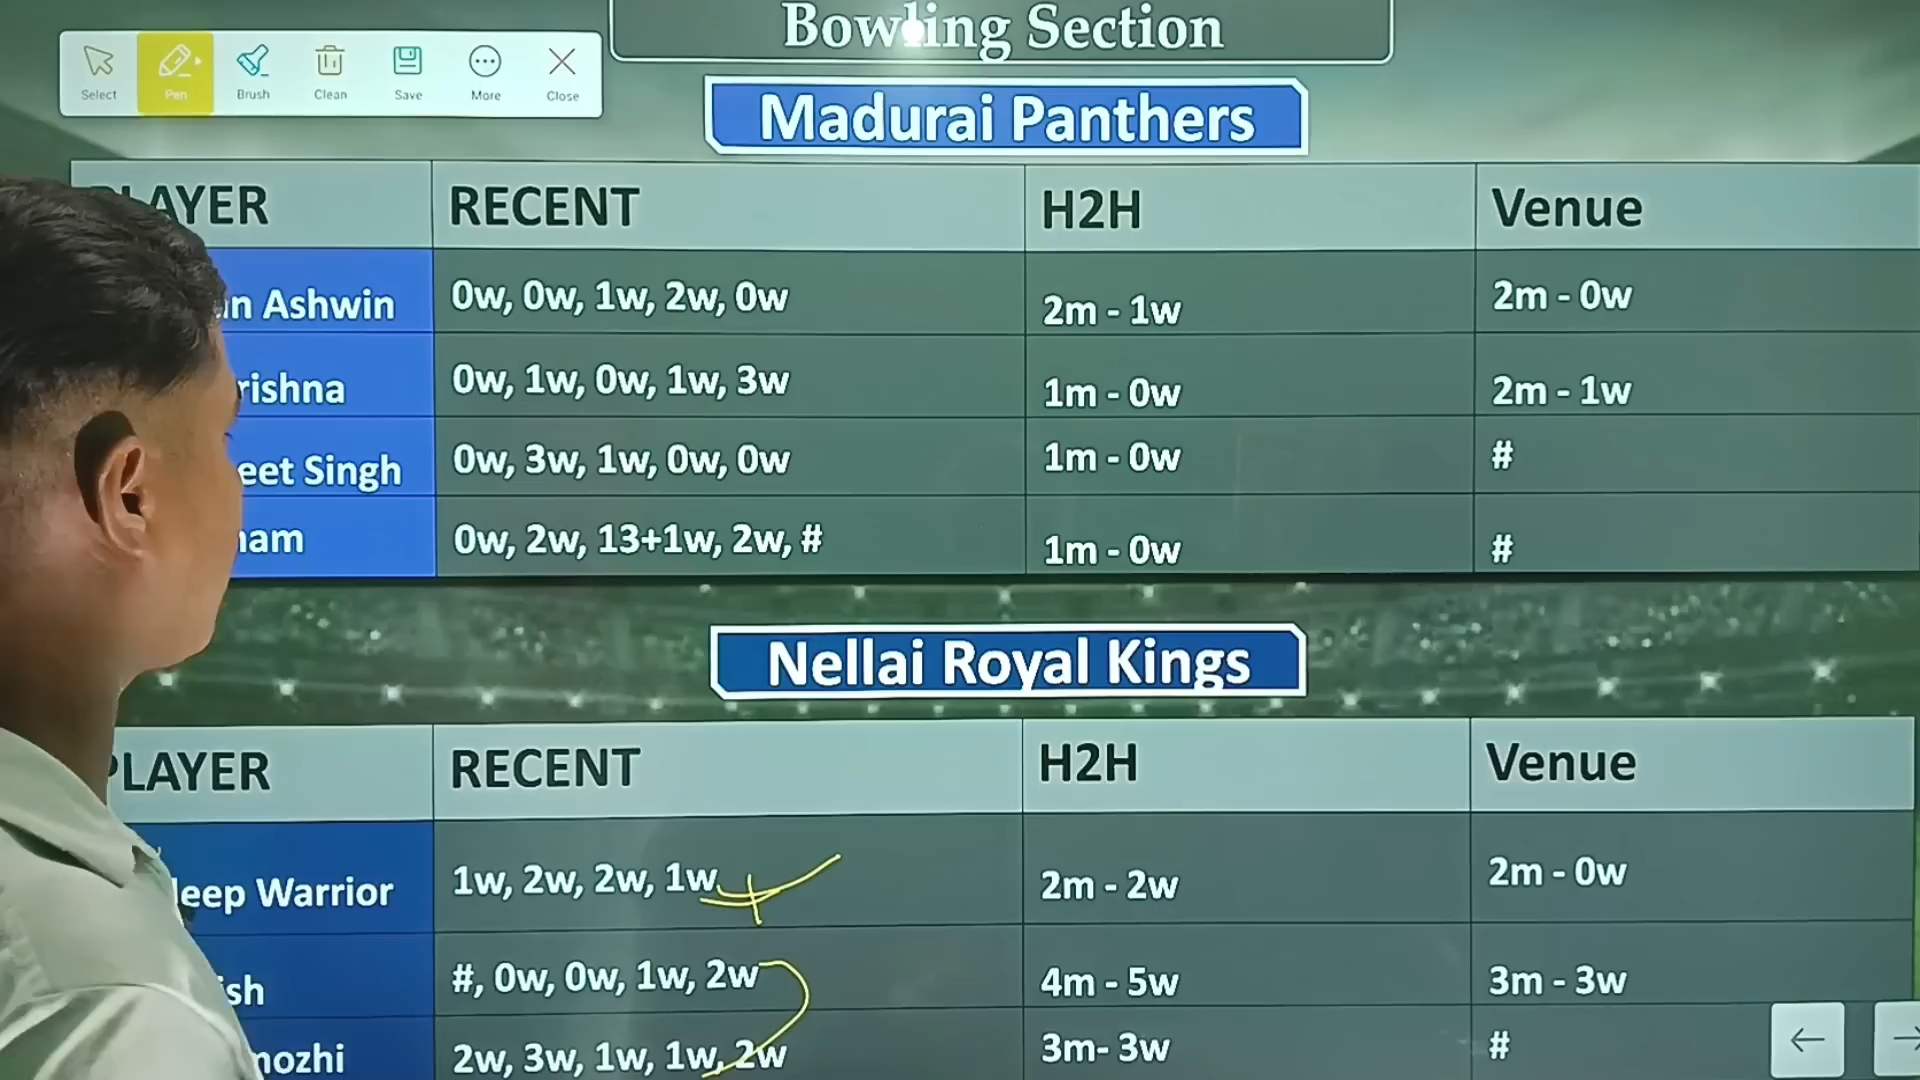 Bowling Section
Select Pen Brush Clean Save More Close
Madurai Panthers
PLAYER RECENT H2H Venue
Ashwin 0w, 0w, 1w, 2w, 0w 2m - 1w 2m - 0w
rishna 0w, 1w, 0w, 1w, 3w 1m - 0w 2m - 1w
eet Singh 0w, 3w, 1w, 0w, 0w 1m - 0w #
ham 0w, 2w, 13+1w, 2w, # 1m - 0w #
Nellai Royal Kings
PLAYER RECENT H2H Venue
deep Warrior 1w, 2w, 2w, 1w 2m - 2w 2m - 0w
ish #, 0w, 0w, 1w, 2w 4m - 5w 3m - 3w
mozhi 2w, 3w, 1w, 1w, 2w 3m- 3w #